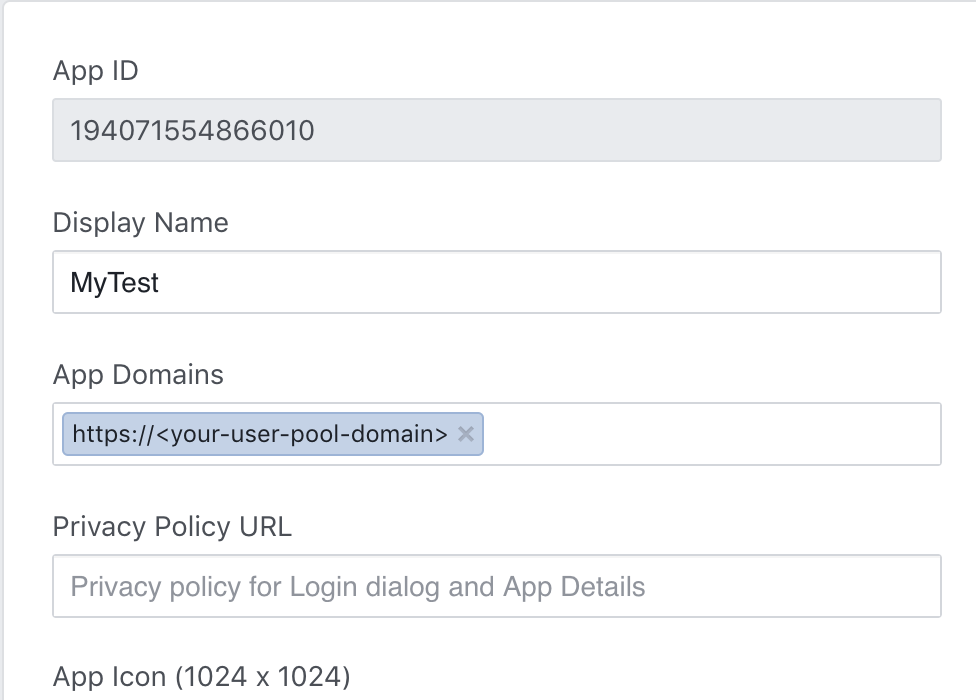 App ID
194071554866010
Display Name
MyTest
App Domains
https://<your-user-pool-domain> ×
Privacy Policy URL
Privacy policy for Login dialog and App Details
App Icon (1024 x 1024)